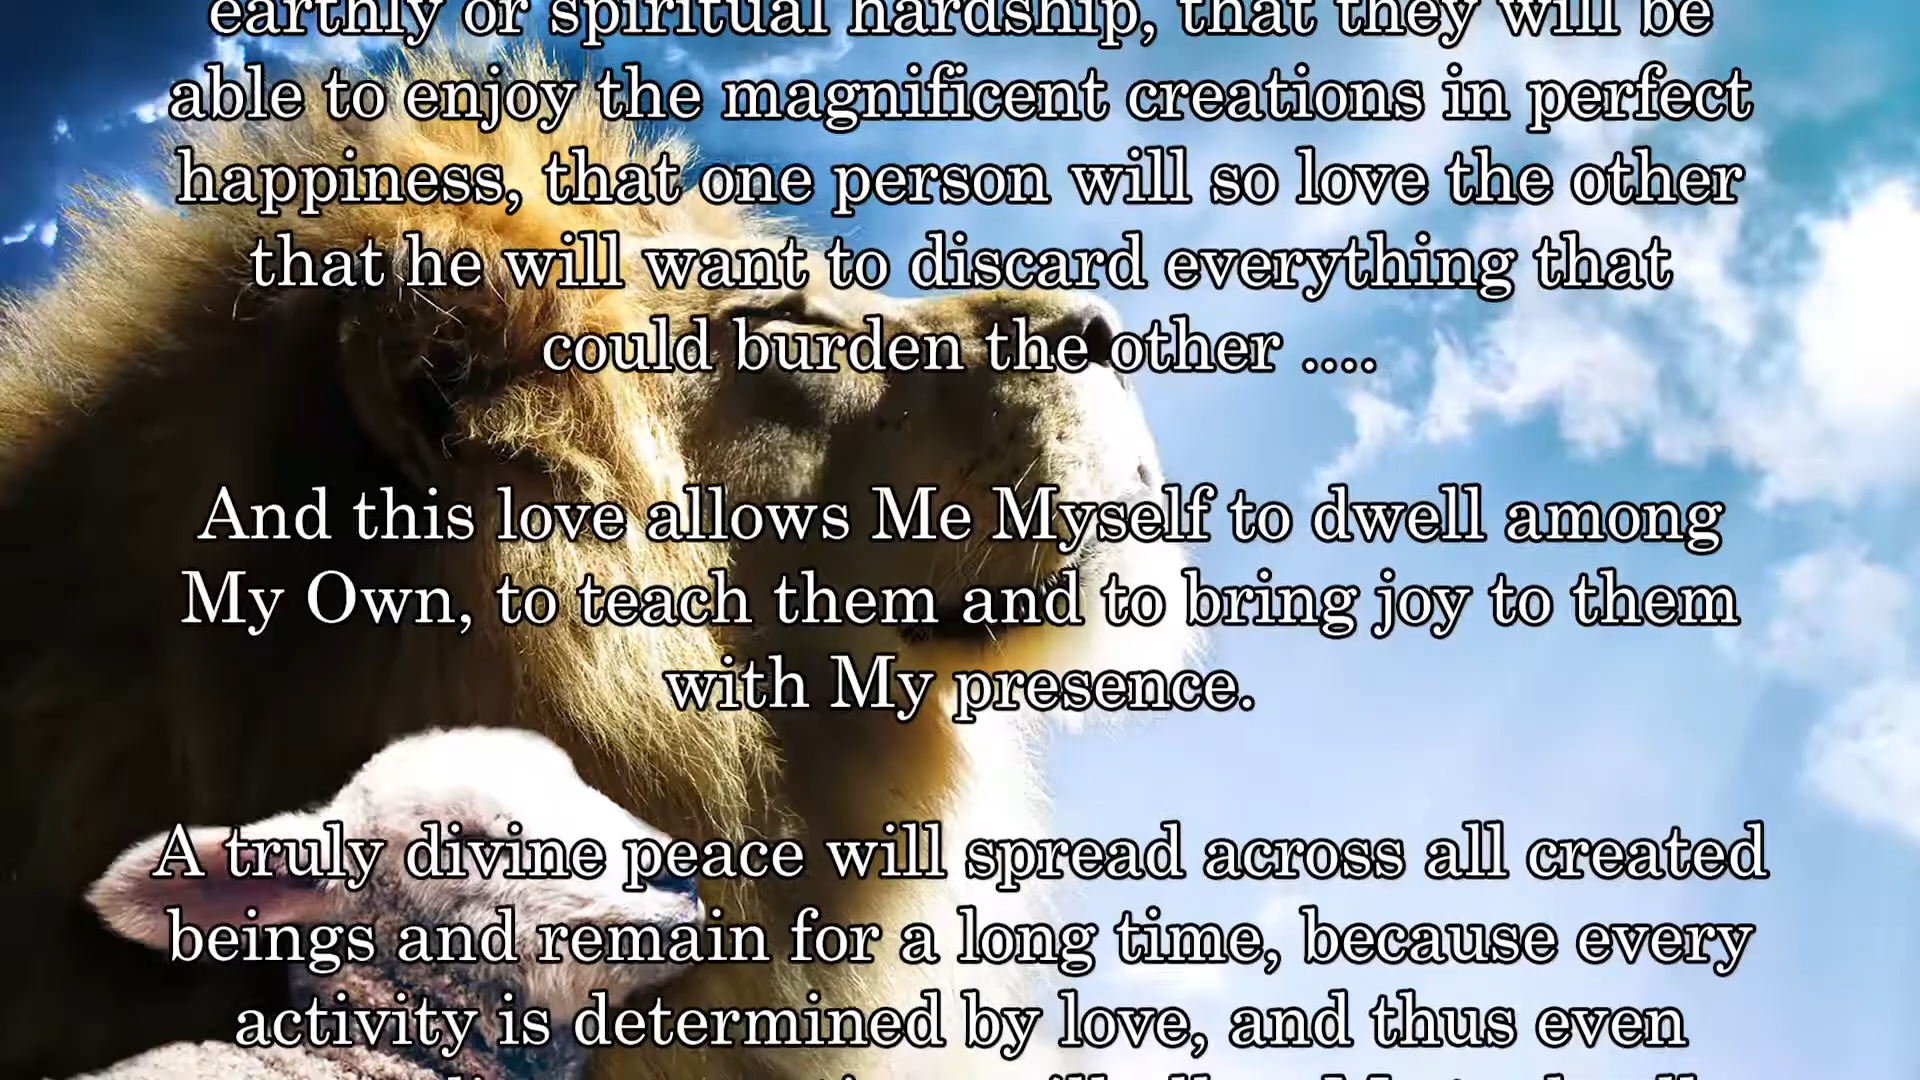 earthly or spiritual hardship, that they will be
able to enjoy the magnificent creations in perfect
happiness, that one person will so love the other
that he will want to discard everything that
could burden the other ....
And this love allows Me Myself to dwell among
My Own, to teach them and to bring joy to them
with My presence.
A truly divine peace will spread across all created
beings and remain for a long time, because every
activity is determined by love, and thus even